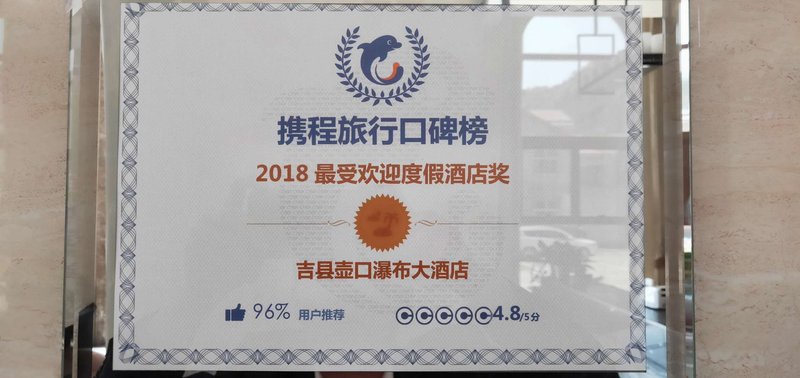 携程旅行口碑榜
2018 最受欢迎度假酒店奖
吉县壶口瀑布大酒店
96% 用户推荐 4.8/5分